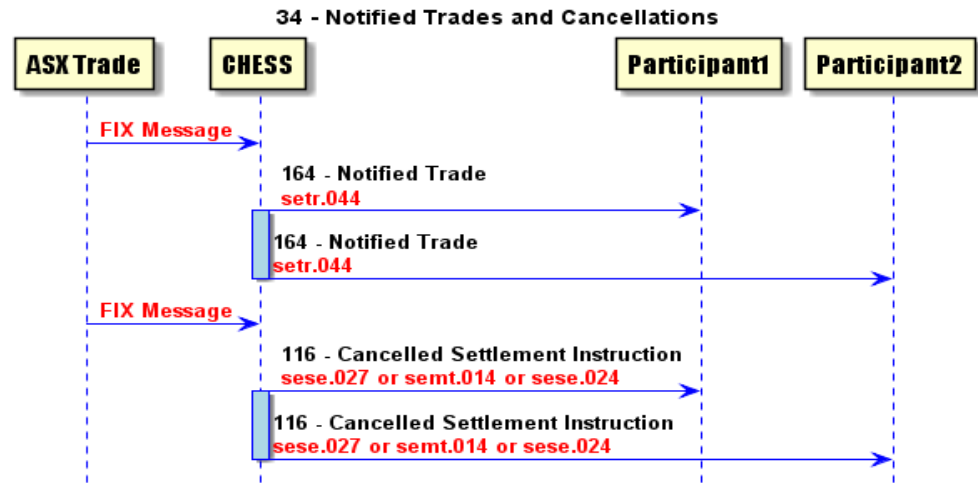 34 - Notified Trades and Cancellations
ASX Trade
CHESS
Participant1
Participant2
FIX Message
164 - Notified Trade
setr.044
164 - Notified Trade
setr.044
FIX Message
116 - Cancelled Settlement Instruction
sese.027 or semt.014 or sese.024
116 - Cancelled Settlement Instruction
sese.027 or semt.014 or sese.024